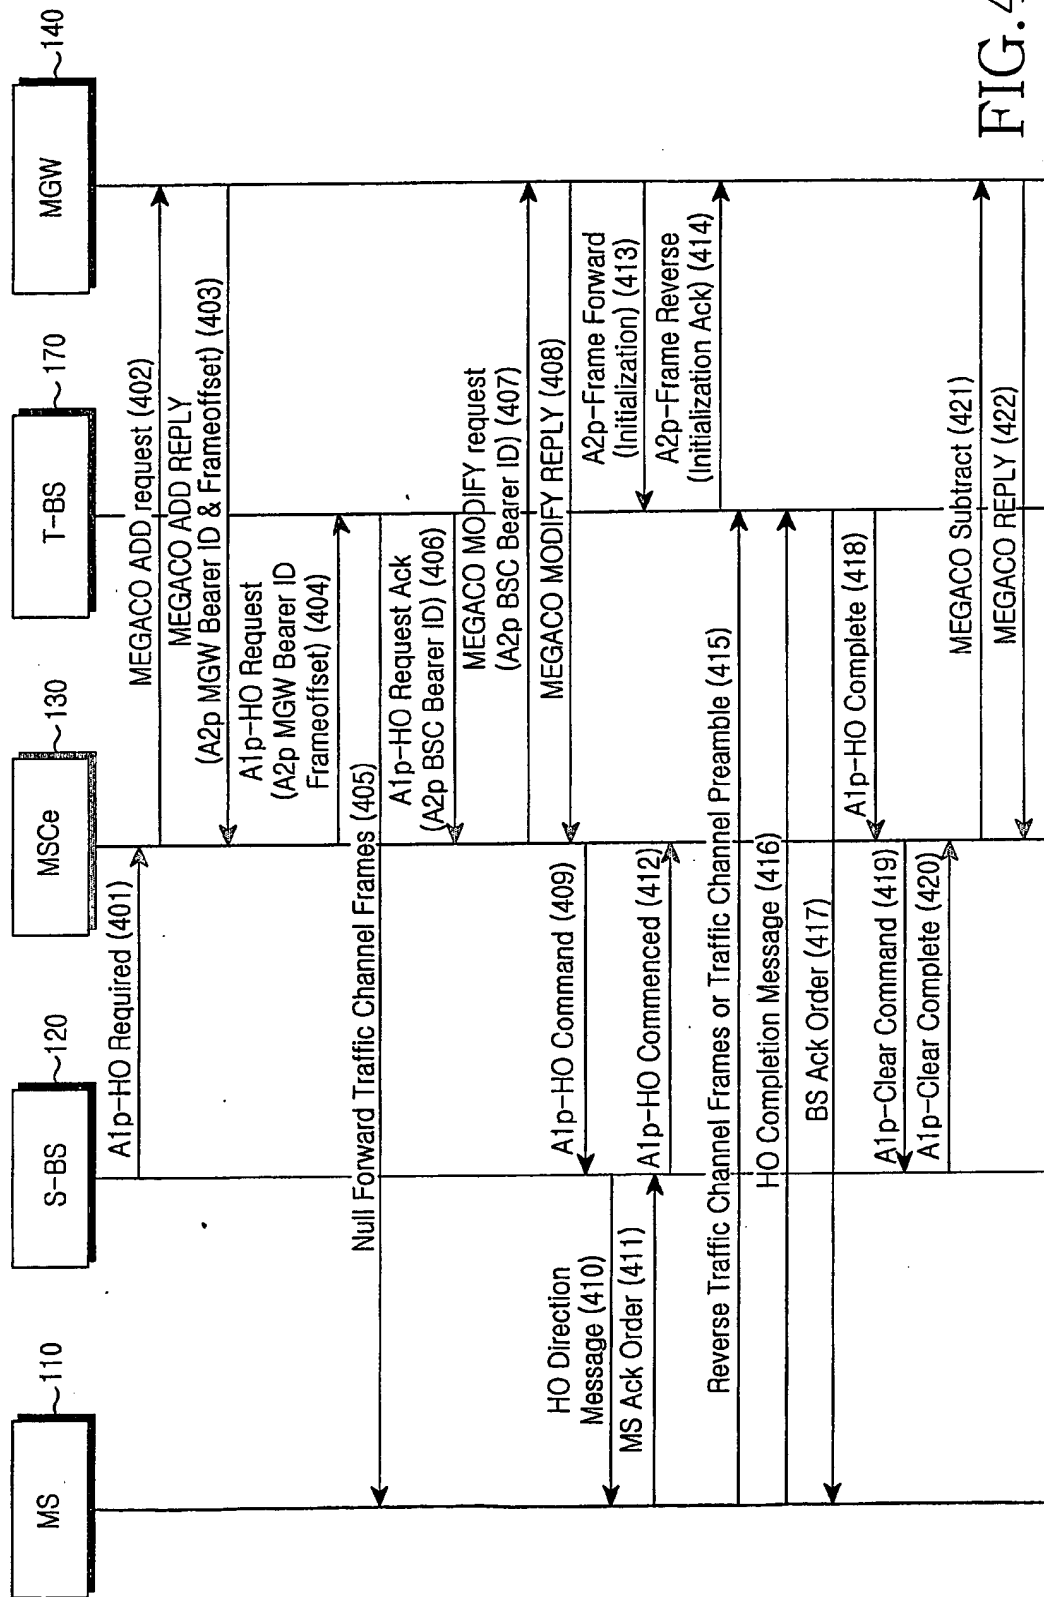 MS
110
S-BS
120
MSCe
130
T-BS
170
MGW
140
A1p-HO Required (401)
MEGACO ADD request (402)
MEGACO ADD REPLY
(A2p MGW Bearer ID & Frameoffset) (403)
A1p-HO Request
(A2p MGW Bearer ID
Frameoffset) (404)
Null Forward Traffic Channel Frames (405)
A1p-HO Request Ack
(A2p BSC Bearer ID) (406)
MEGACO MODIFY request
(A2p BSC Bearer ID) (407)
MEGACO MODIFY REPLY (408)
A1p-HO Command (409)
HO Direction
Message (410)
MS Ack Order (411)
A1p-HO Commenced (412)
A2p-Frame Forward
(Initialization) (413)
A2p-Frame Reverse
(Initialization Ack) (414)
Reverse Traffic Channel Frames or Traffic Channel Preamble (415)
HO Completion Message (416)
BS Ack Order (417)
A1p-HO Complete (418)
A1p-Clear Command (419)
A1p-Clear Complete (420)
MEGACO Subtract (421)
MEGACO REPLY (422)
FIG.4